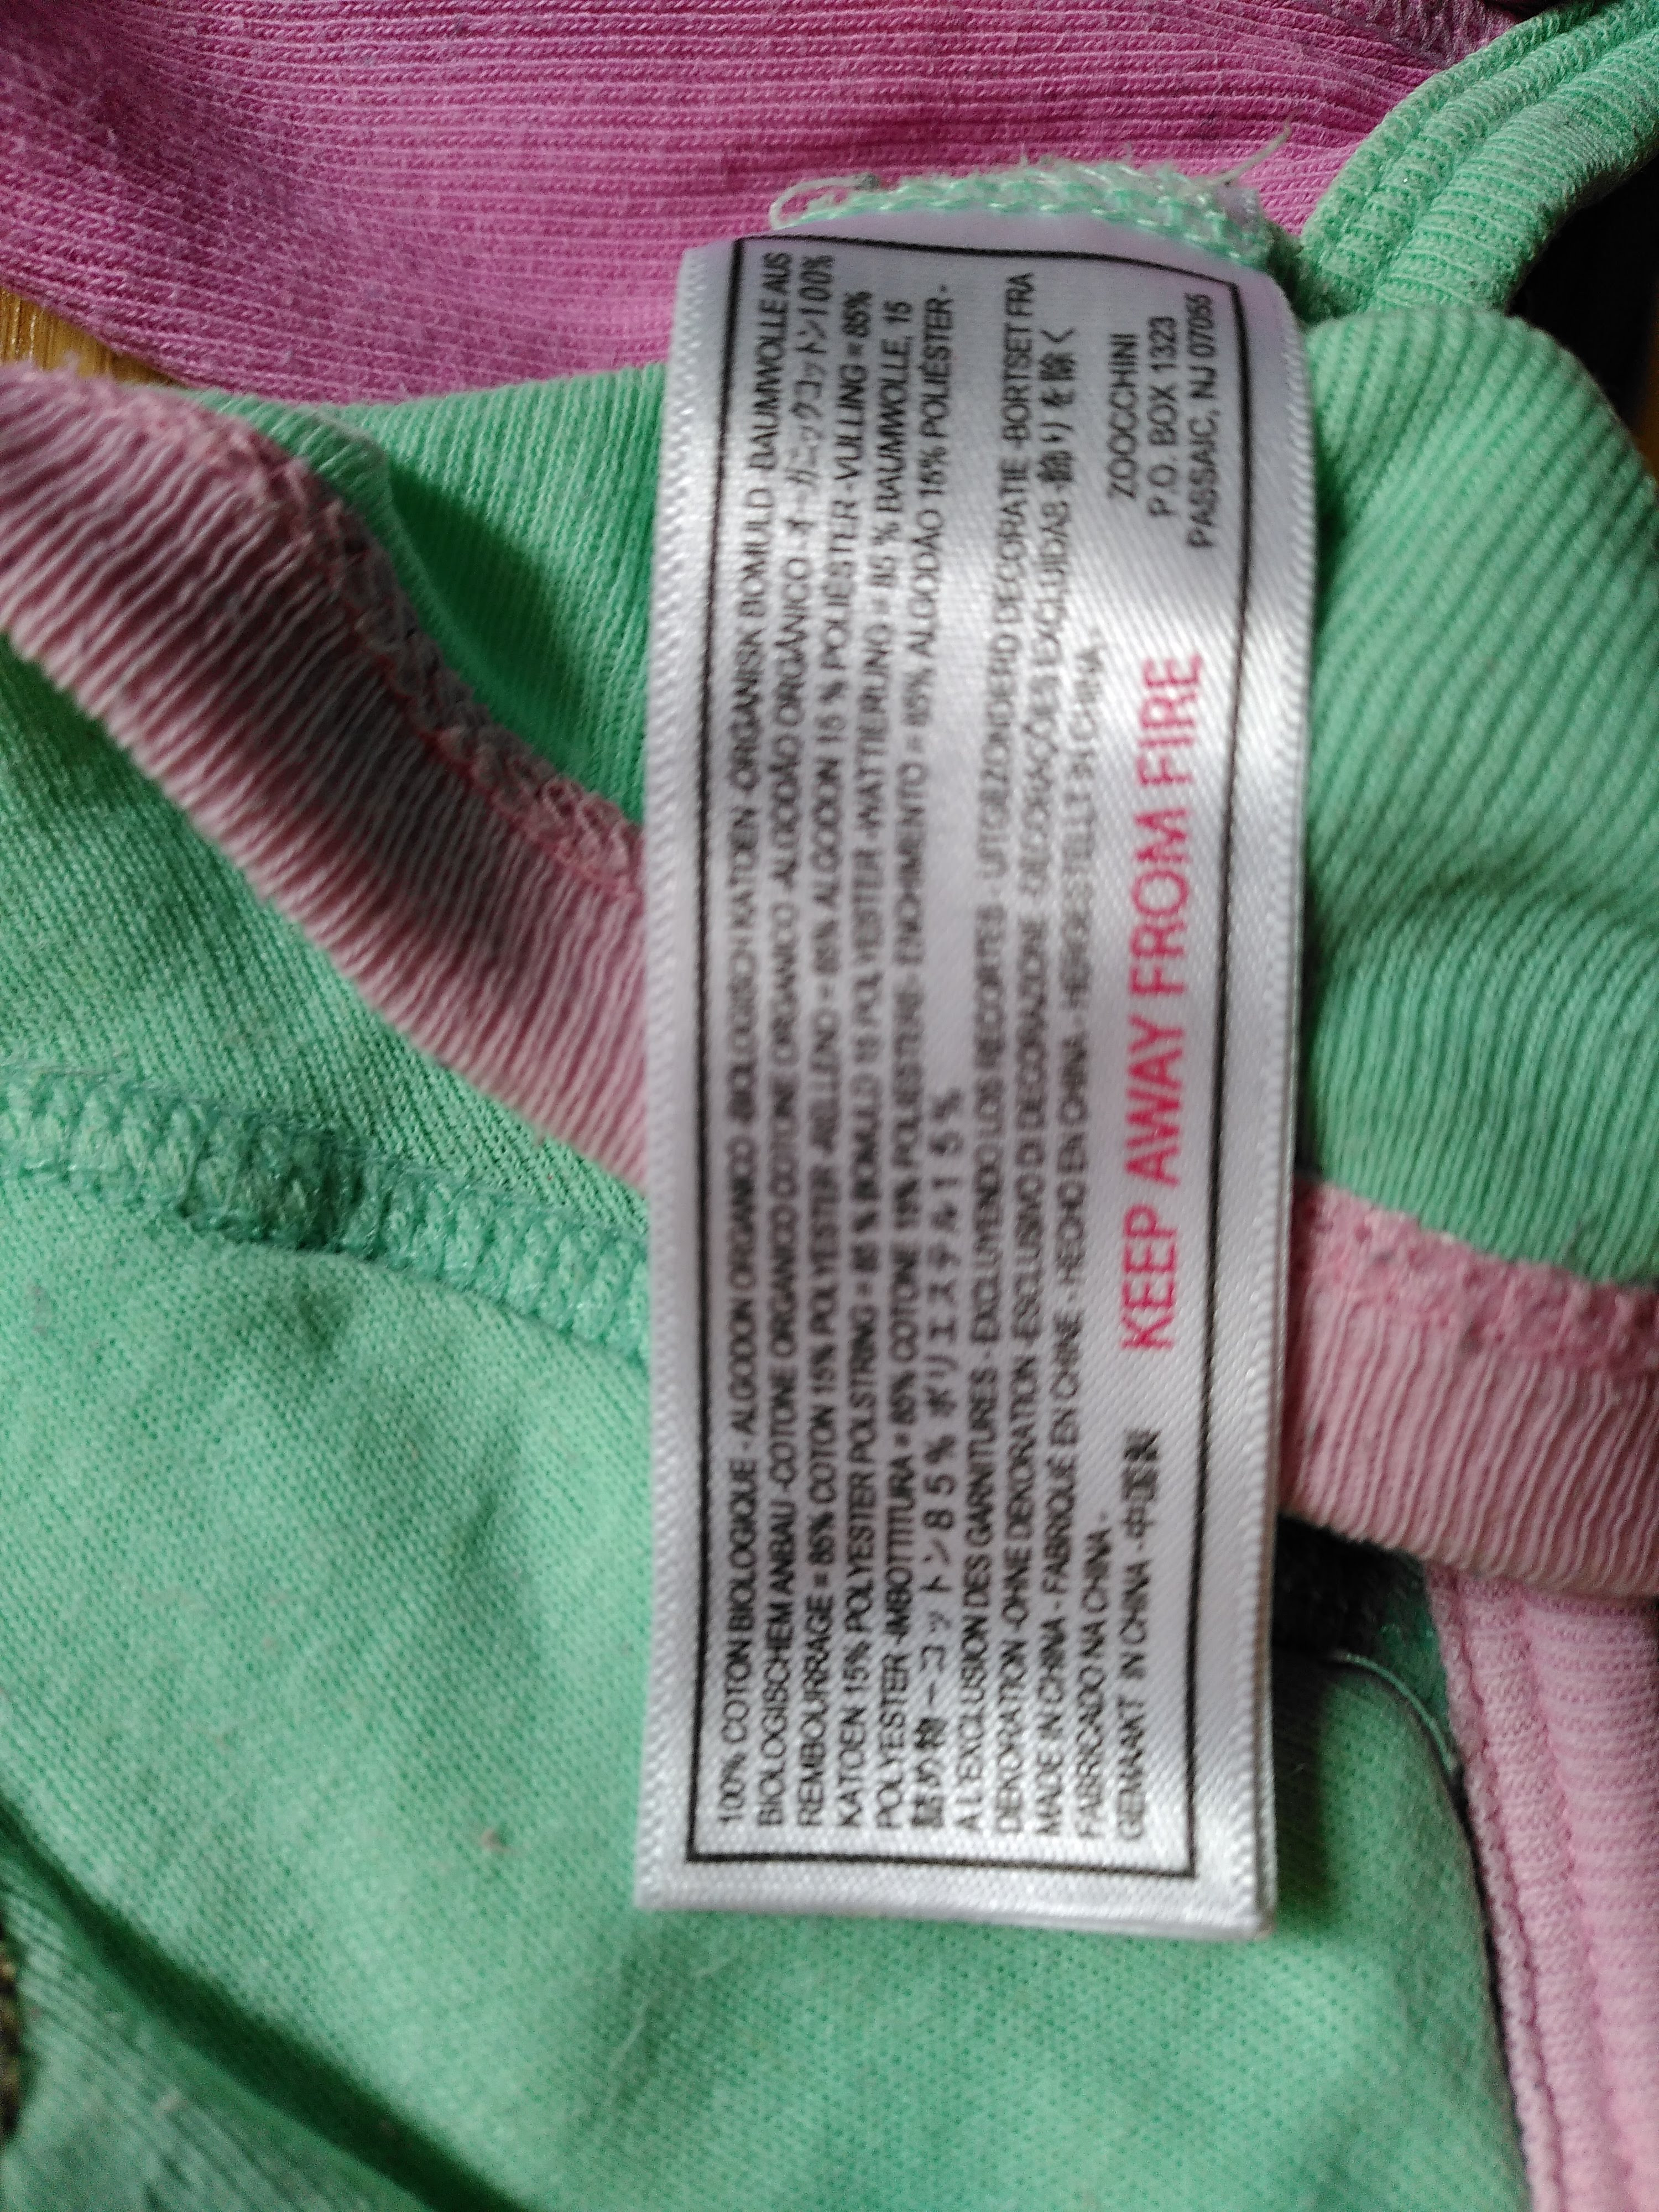 100% COTON BIOLOGIQUE - ALGODON ORGANICO -BIOLOGISCH KATOEN -ORGANISK BOMULD BAUMWOLLE AUS
BIOLOGISCHEM ANBAU -COTONE ORGANICO COTONE ORGANICO ALGODÃO ORGÂNICO オーガニックコットン100%
REMBOURRAGE = 85% COTON 15% POLYESTER -RELLENO = 85% ALGODON 15 % POLIÉSTER -VULLING = 85%
KATOEN 15% POLYESTER POLSTRING = 85 % BOMULD 15 POLYESTER -WATTIERUNG = 85 % BAUMWOLLE, 15
POLYESTER -IMBOTTITURA = 85% COTONE 15% POLIESTERE- ENCHIMENTO = 85% ALGODÃO 15% POLIÉSTER -
詰め物ーコットン85% ポリエステル15%
A L'EXCLUSION DES GARNITURES - EXCLUYENDO LOS RECORTES - UITGEZONDERD DECORATIE -BORTSET FRA
DEKORATION -OHNE DEKORATION -ESCLUSIVO DI DECORAZIONE -DECORAÇÕES EXCLUIDAS - 飾りを除く
MADE IN CHINA - FABRIQUÉ EN CHINE - HECHO EN CHINA - HERGESTELLT IN CHINA -
FABRICADO NA CHINA -
GEMAAKT IN CHINA - 中国製
KEEP AWAY FROM FIRE
ZOOCCHINI
P.O. BOX 1323
PASSAIC, NJ 07055